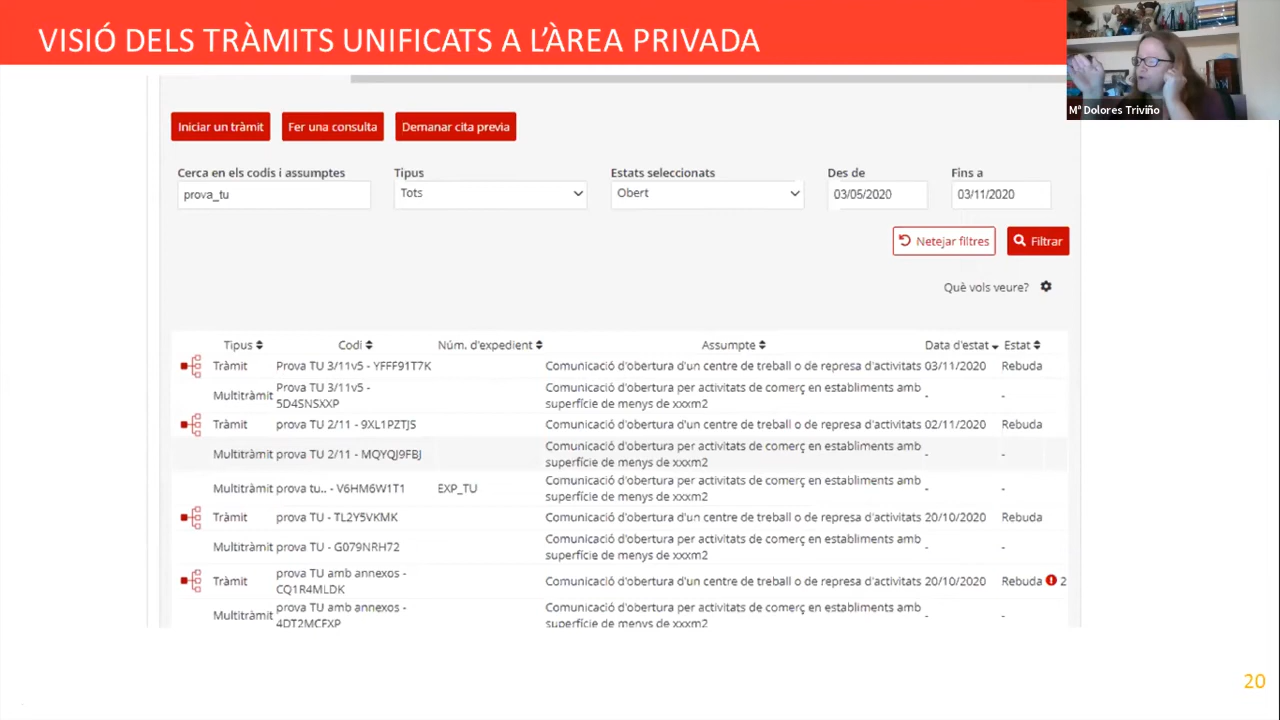 VISIÓ DELS TRÀMITS UNIFICATS A L'ÀREA PRIVADA
Mª Dolores Triviño
Iniciar un tràmit Fer una consulta Demanar cita previa
Cerca en els codis i assumptes Tipus Estats seleccionats Des de Fins a
prova_tu Tots Obert 03/05/2020 03/11/2020
Netejar filtres Filtrar
Què vols veure?
Tipus Codi Núm. d'expedient Assumpte Data d'estat Estat
Tràmit Prova TU 3/11v5 - YFFF91T7K Comunicació d'obertura d'un centre de treball o de represa d'activitats 03/11/2020 Rebuda
Multitràmit Prova TU 3/11v5 - 5D4SNSXXP Comunicació d'obertura per activitats de comerç en establiments amb
superfície de menys de xxxm2 - -
Tràmit prova TU 2/11 - 9XL1PZTJS Comunicació d'obertura d'un centre de treball o de represa d'activitats 02/11/2020 Rebuda
Multitràmit prova TU 2/11 - MQYQJ9FBJ Comunicació d'obertura per activitats de comerç en establiments amb
superfície de menys de xxxm2 - -
Multitràmit prova tu.. - V6HM6W1T1 EXP_TU Comunicació d'obertura per activitats de comerç en establiments amb
superfície de menys de xxxm2 - -
Tràmit prova TU - TL2Y5VKMK Comunicació d'obertura d'un centre de treball o de represa d'activitats 20/10/2020 Rebuda
Multitràmit prova TU - G079NRH72 Comunicació d'obertura per activitats de comerç en establiments amb
superfície de menys de xxxm2 - -
Tràmit prova TU amb annexos - CQ1R4MLDK Comunicació d'obertura d'un centre de treball o de represa d'activitats 20/10/2020 Rebuda 2
Multitràmit prova TU amb annexos - 4DT2MCFXP Comunicació d'obertura per activitats de comerç en establiments amb
superfície de menys de xxxm2 - -
20